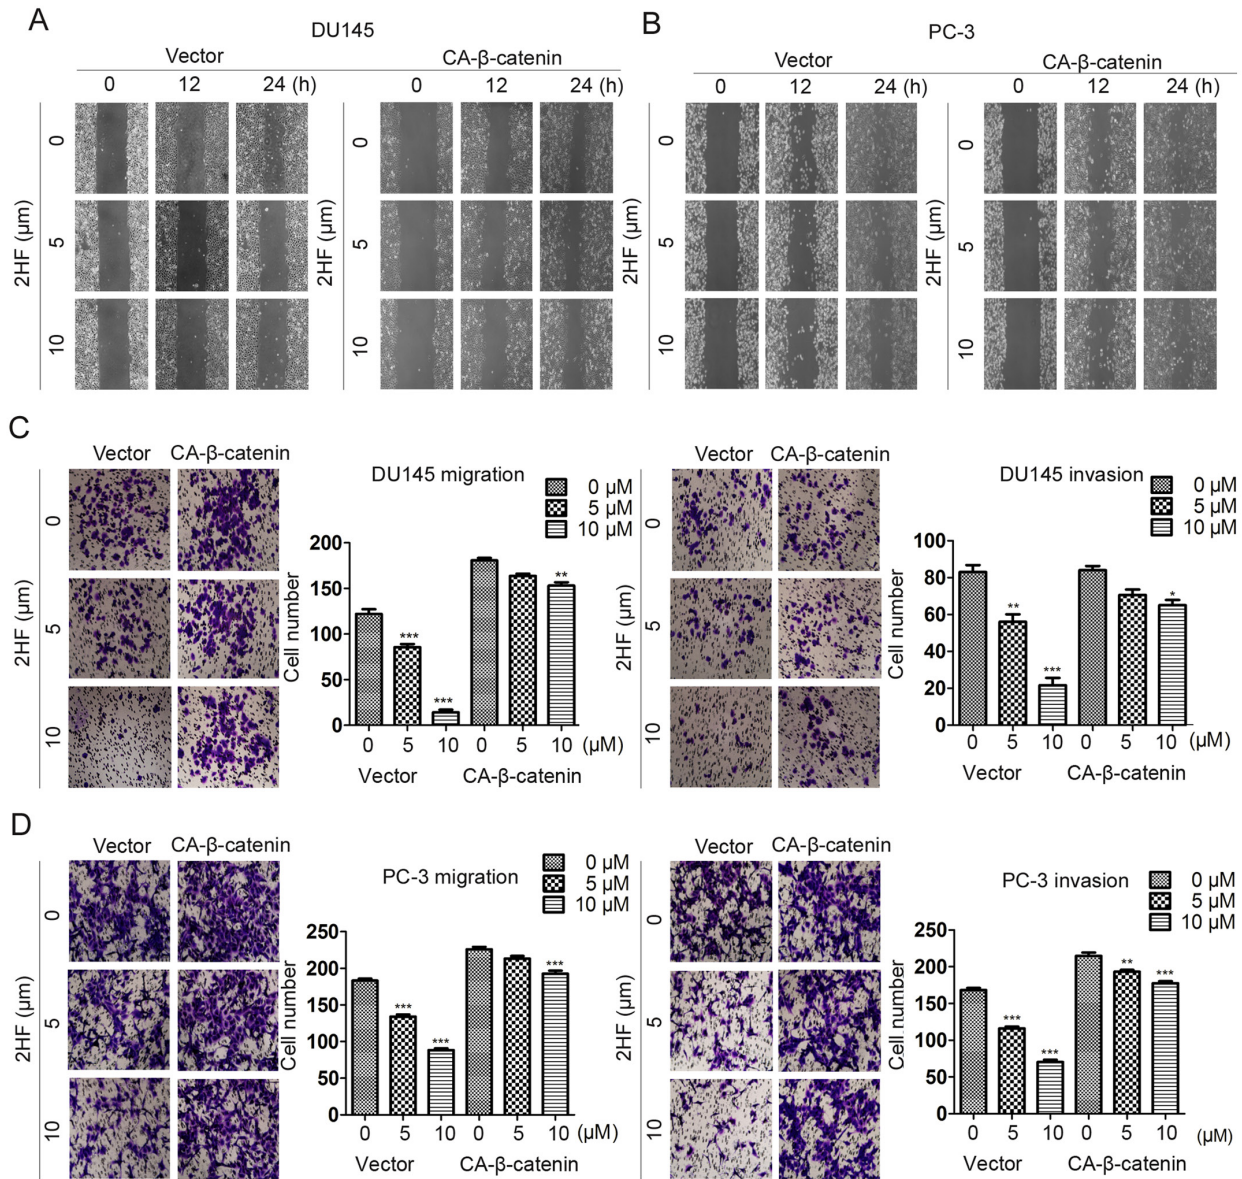 A
DU145
Vector
CA-β-catenin
0 12 24 (h)
0 12 24 (h)
2HF (µm)
0
5
10
2HF (µm)
0
5
10
B
PC-3
Vector
CA-β-catenin
0 12 24 (h)
0 12 24 (h)
2HF (µm)
0
5
10
2HF (µm)
0
5
10
C
Vector CA-β-catenin
2HF (µm)
0
5
10
DU145 migration
0 µM
5 µM
10 µM
Cell number
200
150
100
50
0
***
***
**
0 5 10 0 5 10 (µM)
Vector CA-β-catenin
Vector CA-β-catenin
2HF (µm)
0
5
10
DU145 invasion
0 µM
5 µM
10 µM
Cell number
100
80
60
40
20
0
**
***
*
0 5 10 0 5 10 (µM)
Vector CA-β-catenin
D
Vector CA-β-catenin
2HF (µm)
0
5
10
PC-3 migration
0 µM
5 µM
10 µM
Cell number
250
200
150
100
50
0
***
***
***
0 5 10 0 5 10 (µM)
Vector CA-β-catenin
Vector CA-β-catenin
2HF (µm)
0
5
10
PC-3 invasion
0 µM
5 µM
10 µM
Cell number
250
200
150
100
50
0
***
***
**
***
0 5 10 0 5 10 (µM)
Vector CA-β-catenin